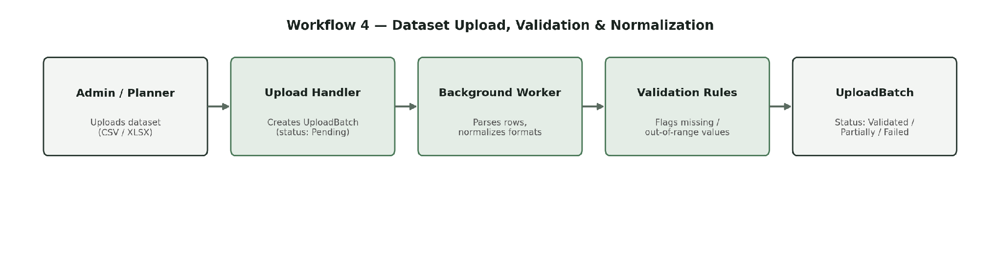 Workflow 4 — Dataset Upload, Validation & Normalization
Admin / Planner
Uploads dataset
(CSV / XLSX)
Upload Handler
Creates UploadBatch
(status: Pending)
Background Worker
Parses rows,
normalizes formats
Validation Rules
Flags missing /
out-of-range values
UploadBatch
Status: Validated /
Partially / Failed